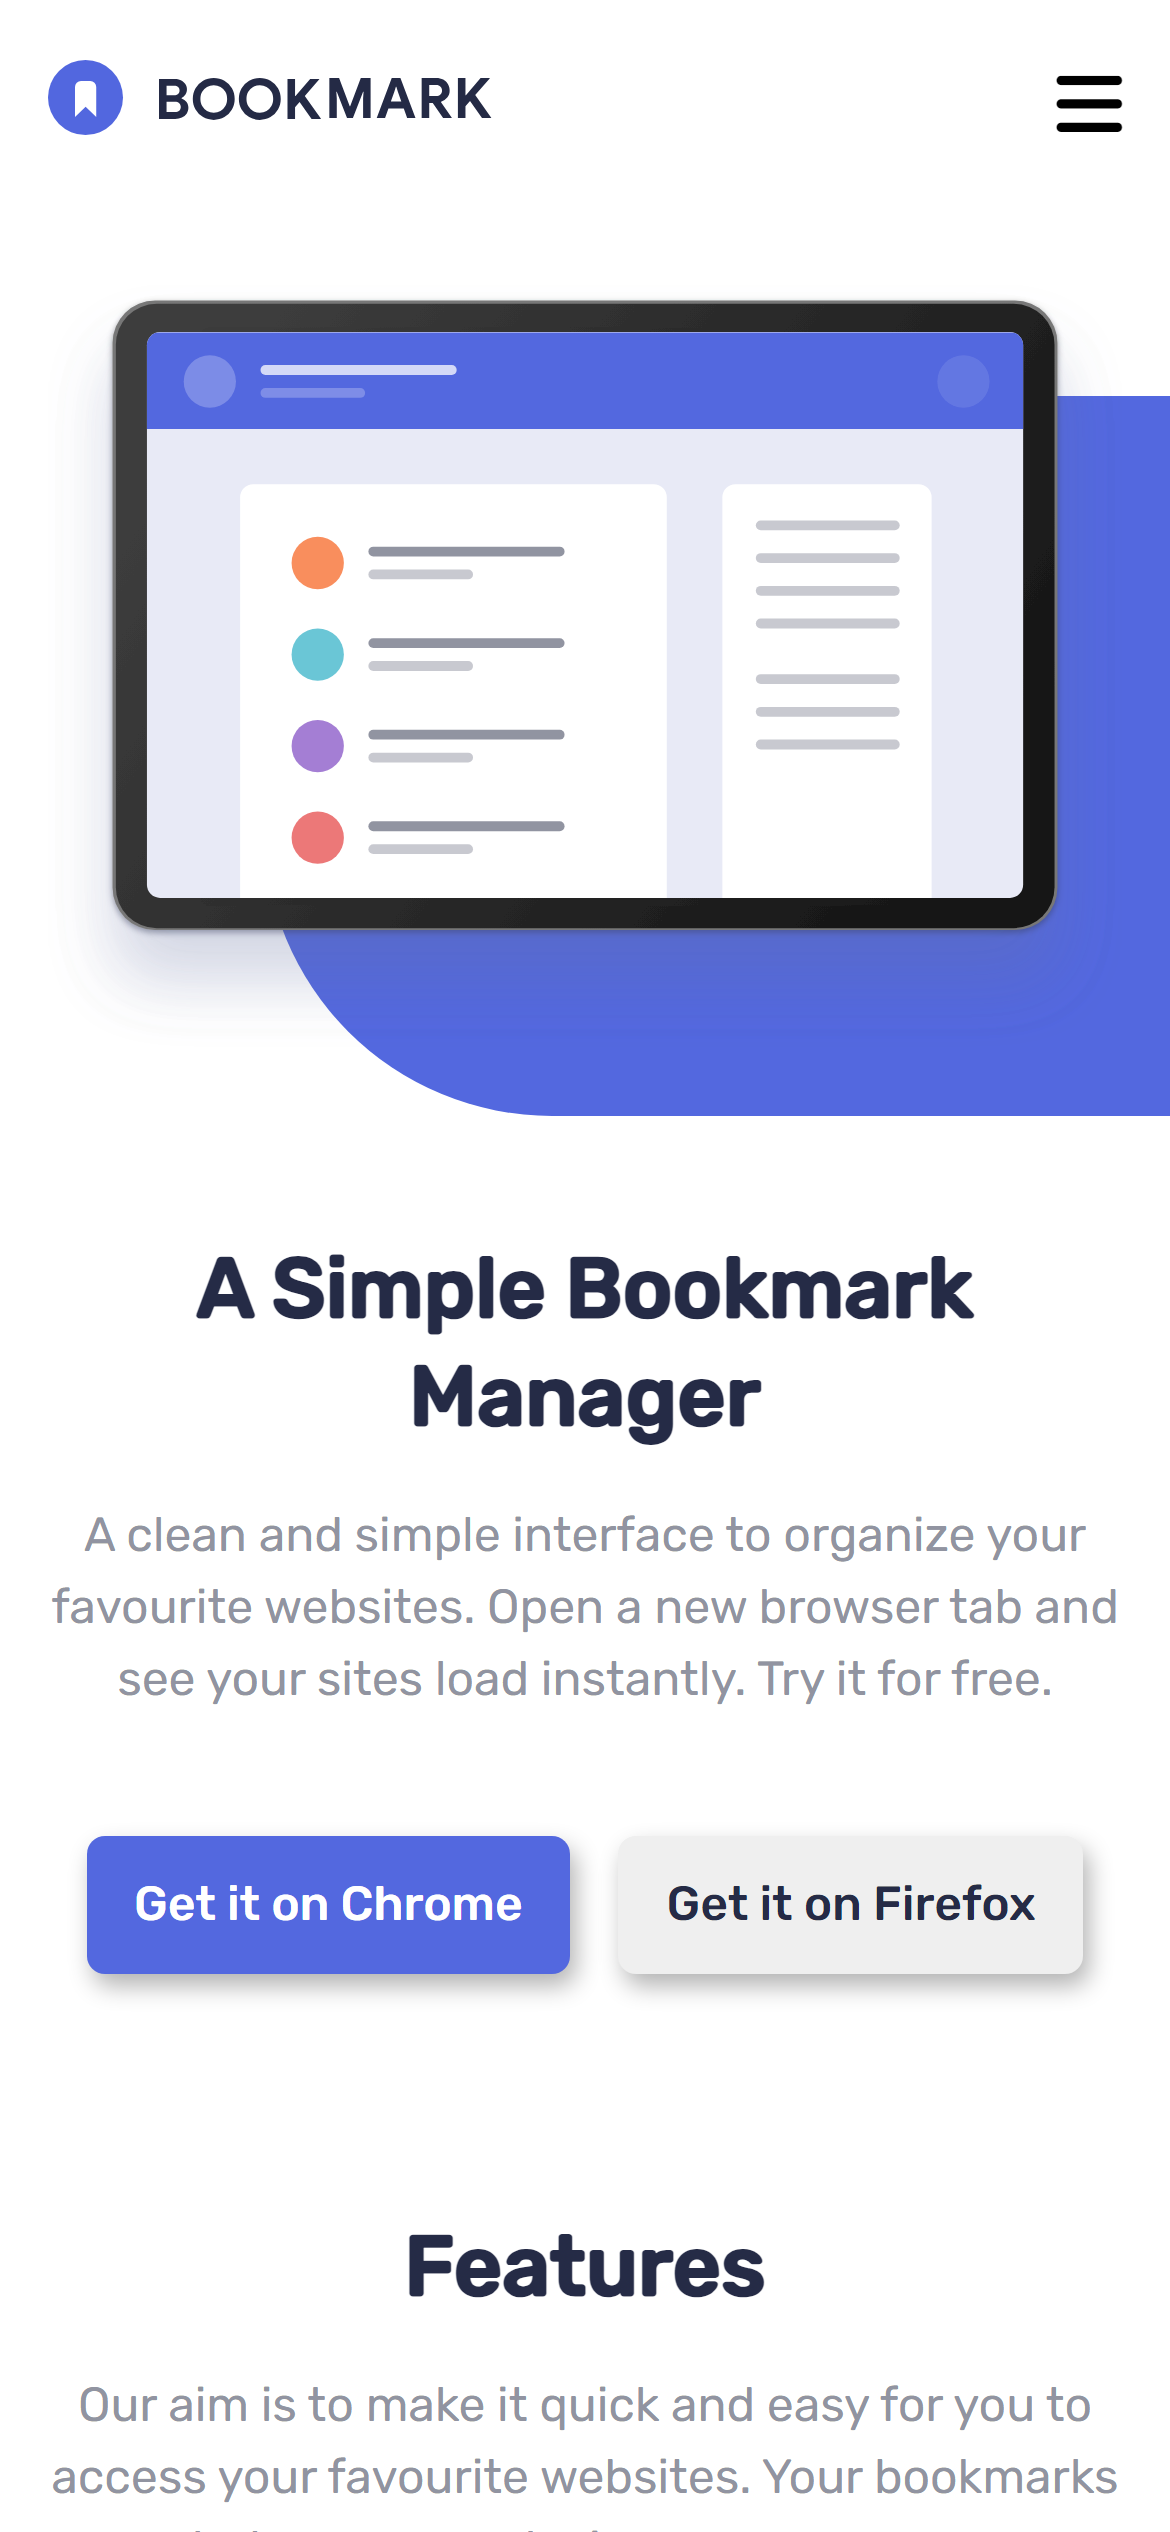 BOOKMARK
A Simple Bookmark
Manager
A clean and simple interface to organize your
favourite websites. Open a new browser tab and
see your sites load instantly. Try it for free.
Get it on Chrome
Get it on Firefox
Features
Our aim is to make it quick and easy for you to
access your favourite websites. Your bookmarks